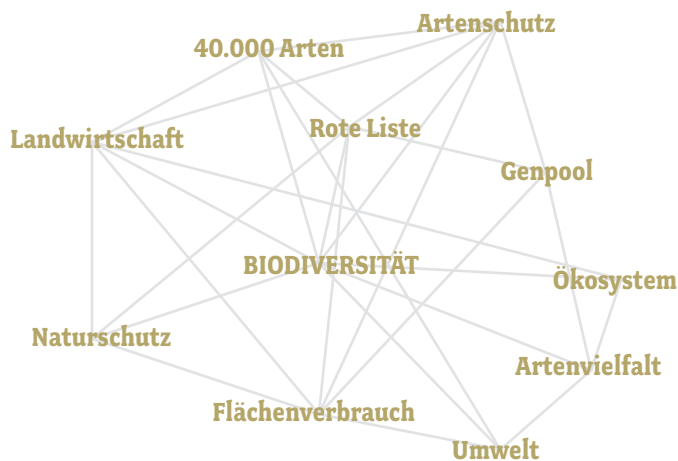 Artenschutz
40.000 Arten
Rote Liste
Landwirtschaft
Genpool
BIODIVERSITÄT
Ökosystem
Naturschutz
Artenvielfalt
Flächenverbrauch
Umwelt